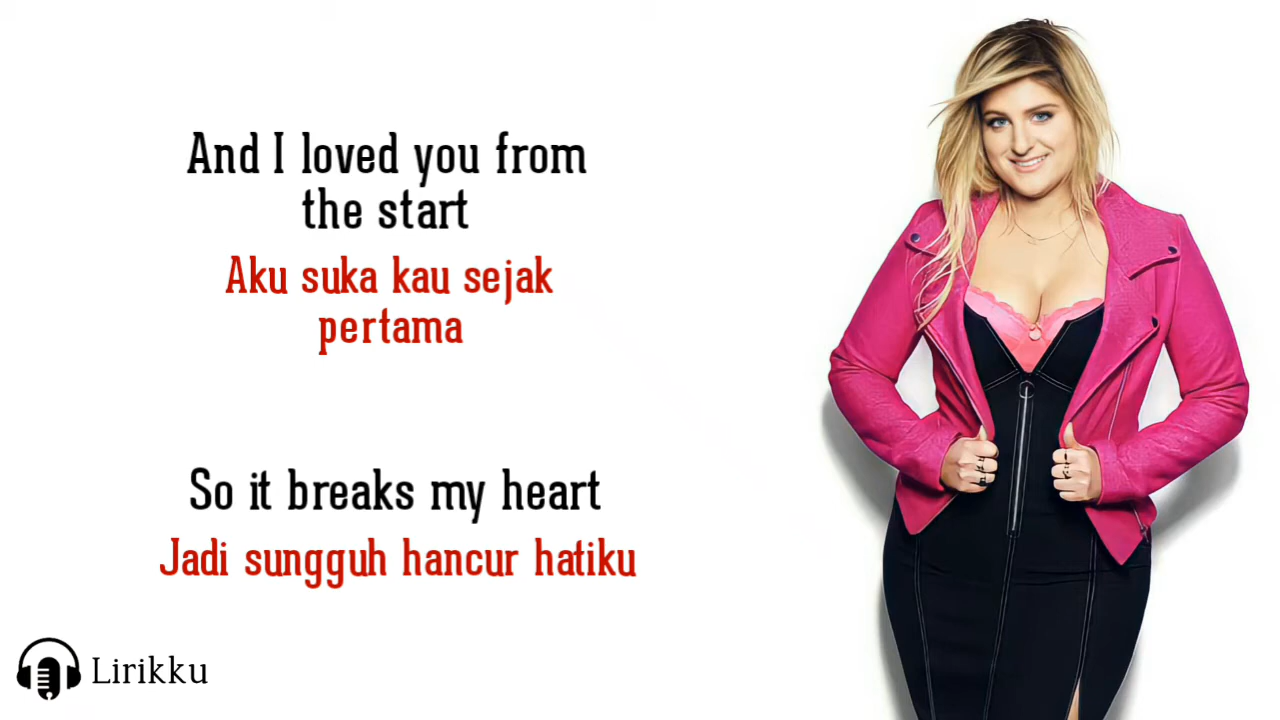 And I loved you from
the start
Aku suka kau sejak
pertama
So it breaks my heart
Jadi sungguh hancur hatiku
Lirikku